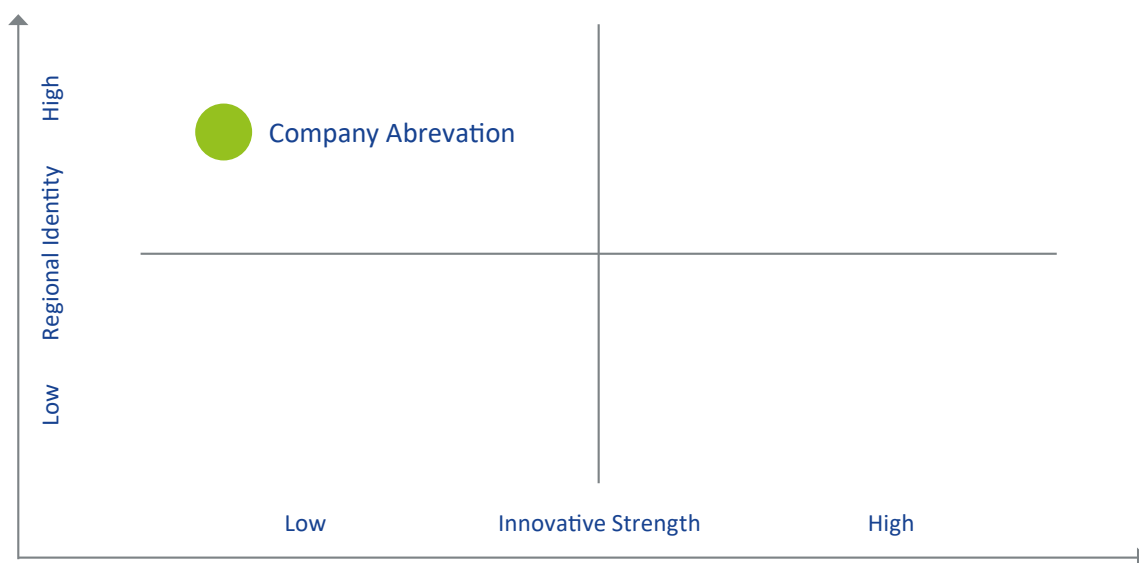 High
Company Abrevation
Regional Identity
Low
Low Innovative Strength High